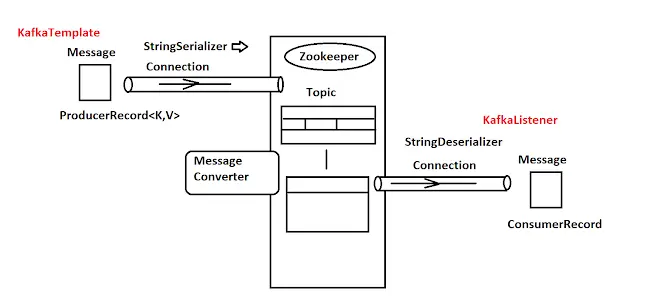 KafkaTemplate
Message
StringSerializer
Connection
ProducerRecord<K,V>
Zookeeper
Topic
Message
Converter
KafkaListener
StringDeserializer
Connection
Message
ConsumerRecord